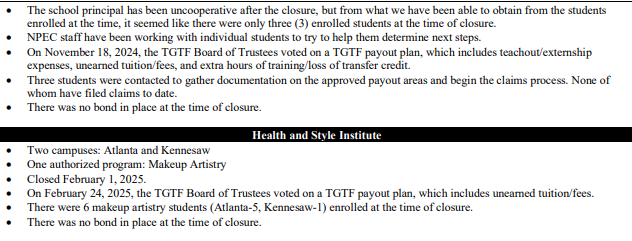 • The school principal has been uncooperative after the closure, but from what we have been able to obtain from the students
enrolled at the time, it seemed like there were only three (3) enrolled students at time of closure.
• NPEC staff have been working with individual students to try to help them determine next steps.
• On November 18, 2024, the TGTF Board of Trustees voted on a TGTF payout plan, which includes teachout/externship
expenses, unearned tuition/fees, and extra hours of training/loss of transfer credit.
• Three students were contacted to gather documentation on the approved payout areas and begin the claims process. None of
whom have filed claims to date.
• There was no bond in place at the time of closure.
Health and Style Institute
• Two campuses: Atlanta and Kennesaw
• One authorized program: Makeup Artistry
• Closed February 1, 2025.
• On February 24, 2025, the TGTF Board of Trustees voted on a TGTF payout plan, which includes unearned tuition/fees.
• There were 6 makeup artistry students (Atlanta-5, Kennesaw-1) enrolled at the time of closure.
• There was no bond in place at the time of closure.